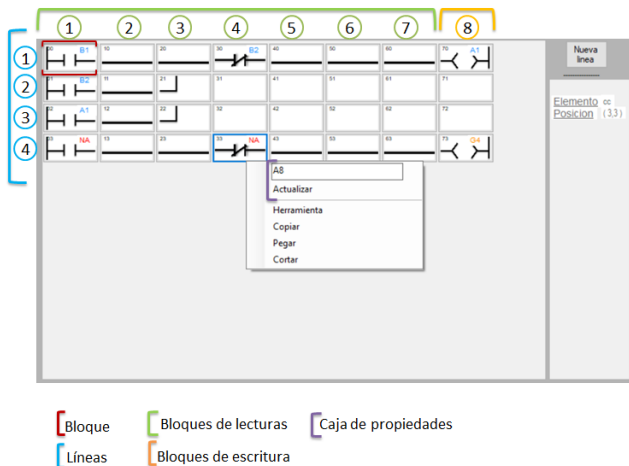 1 2 3 4 5 6 7 8
1 B1 10 20 30 B2 40 50 60 70 A1
2 B2 11 21 31 41 51 61 71
3 22 A1 12 22 32 42 52 62 72
4 NA 13 23 33 NA 43 53 63 73 G4
Nueva
linea
Elemento cc
Posicion (3,3)
A8
Actualizar
Herramienta
Copiar
Pegar
Cortar
Bloque
Bloques de lecturas
Caja de propiedades
Líneas
Bloques de escritura